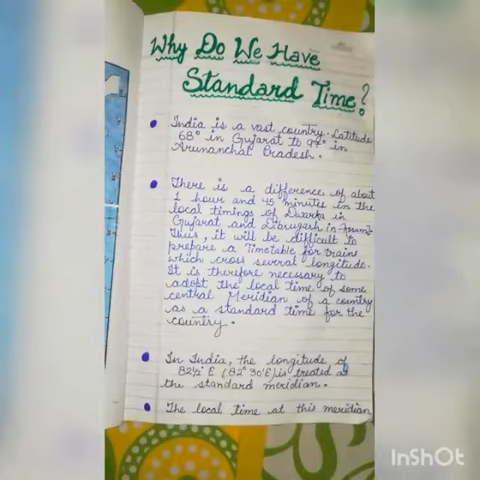 Why Do We Have
Standard Time?
India is a vast country. Latitude
68° in Gujarat to 97° in
Arunanchal Pradesh.
There is a difference of about
1 hour and 45 minutes in the
local timings of Dwarka in
Gujarat and Dibrugarh in
Thus, it will be difficult to
prepare a Timetable for trains
which cross several longitude.
It is therefore necessary to
adopt the local time of some
central Meridian of a country
as a standard time for the
country.
In India, the longitude of
82½° E (82° 30'E) is treated as
the standard meridian.
The local time at this meridian
InShOt